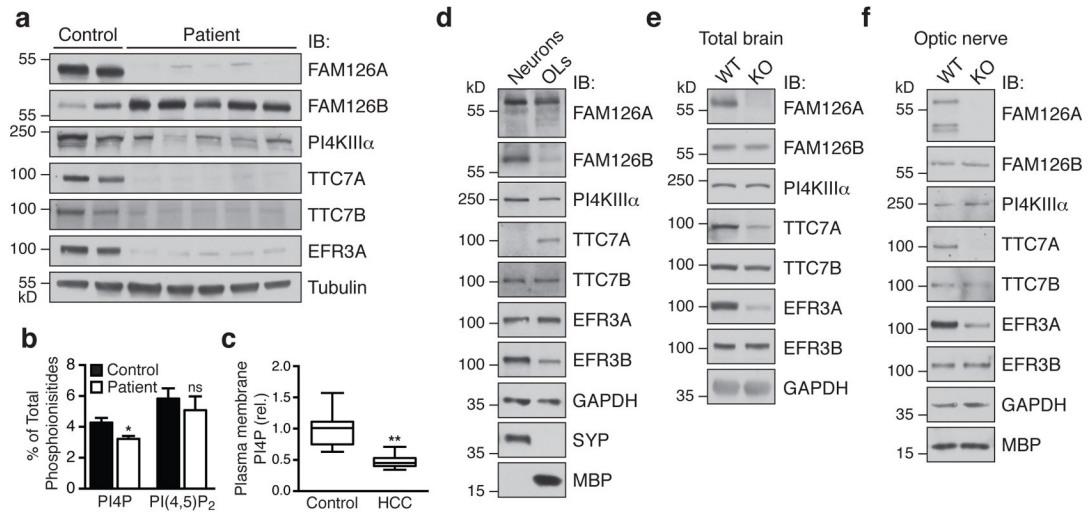 a
Control Patient
IB:
55
FAM126A
55
FAM126B
250
PI4KIIIα
100
TTC7A
100
TTC7B
100
EFR3A
55
kD
Tubulin
b
% of Total
Phosphoionisitides
8
6
4
2
0
Control
Patient
*
ns
PI4P PI(4,5)P2
c
Plasma membrane
PI4P (rel.)
2.0
1.5
1.0
0.5
0.0
**
Control HCC
d
Neurons OLs
kD IB:
55
FAM126A
55
FAM126B
250
PI4KIIIα
100
TTC7A
100
TTC7B
100
EFR3A
100
EFR3B
35
GAPDH
35
SYP
15
MBP
e
Total brain
WT KO
kD IB:
55
FAM126A
55
FAM126B
250
PI4KIIIα
100
TTC7A
100
TTC7B
100
EFR3A
100
EFR3B
35
GAPDH
f
Optic nerve
WT KO
kD IB:
55
FAM126A
55
FAM126B
250
PI4KIIIα
100
TTC7A
100
TTC7B
100
EFR3A
100
EFR3B
35
GAPDH
15
MBP